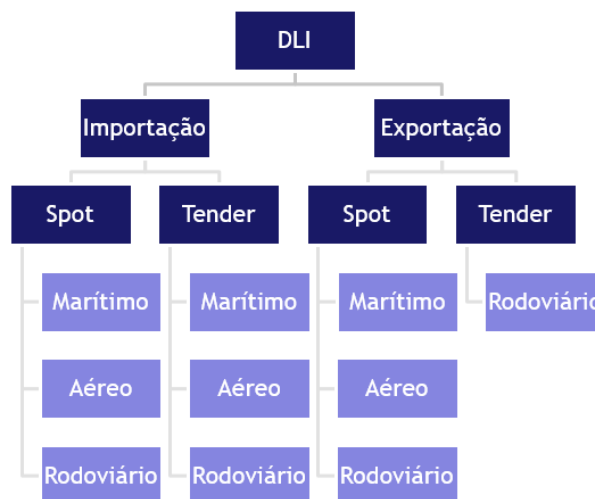 DLI
Importação
Exportação
Spot
Tender
Spot
Tender
Marítimo
Marítimo
Marítimo
Rodoviário
Aéreo
Aéreo
Aéreo
Rodoviário
Rodoviário
Rodoviário